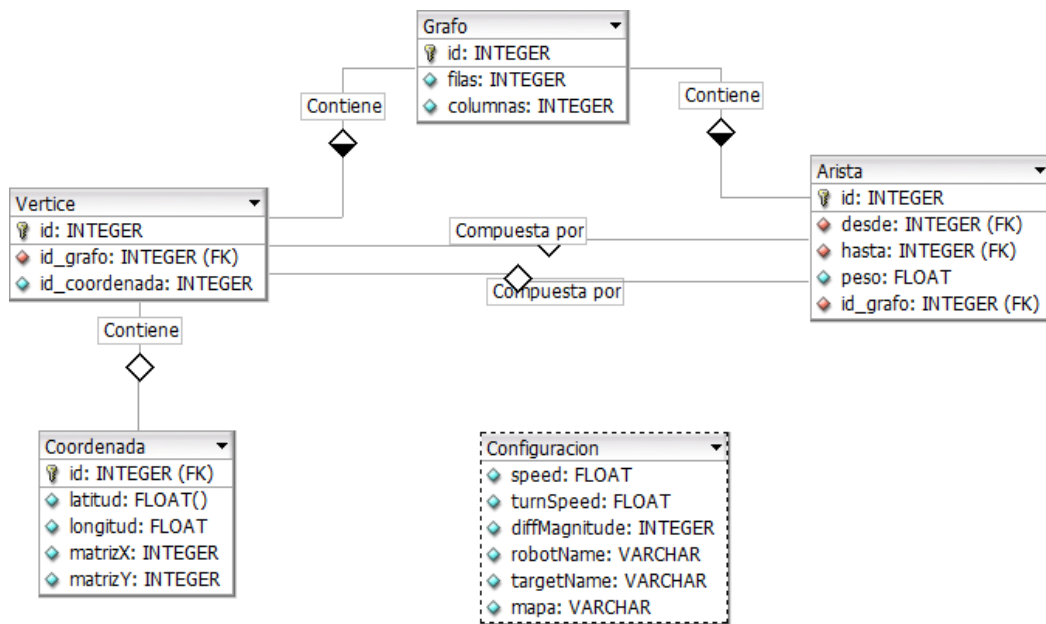 Grafo
id: INTEGER
filas: INTEGER
columnas: INTEGER
Contiene
Contiene
Vertice
id: INTEGER
id_grafo: INTEGER (FK)
id_coordenada: INTEGER
Arista
id: INTEGER
desde: INTEGER (FK)
hasta: INTEGER (FK)
peso: FLOAT
id_grafo: INTEGER (FK)
Compuesta por
Compuesta por
Contiene
Coordenada
id: INTEGER (FK)
latitud: FLOAT()
longitud: FLOAT
matrizX: INTEGER
matrizY: INTEGER
Configuracion
speed: FLOAT
turnSpeed: FLOAT
diffMagnitude: INTEGER
robotName: VARCHAR
targetName: VARCHAR
mapa: VARCHAR